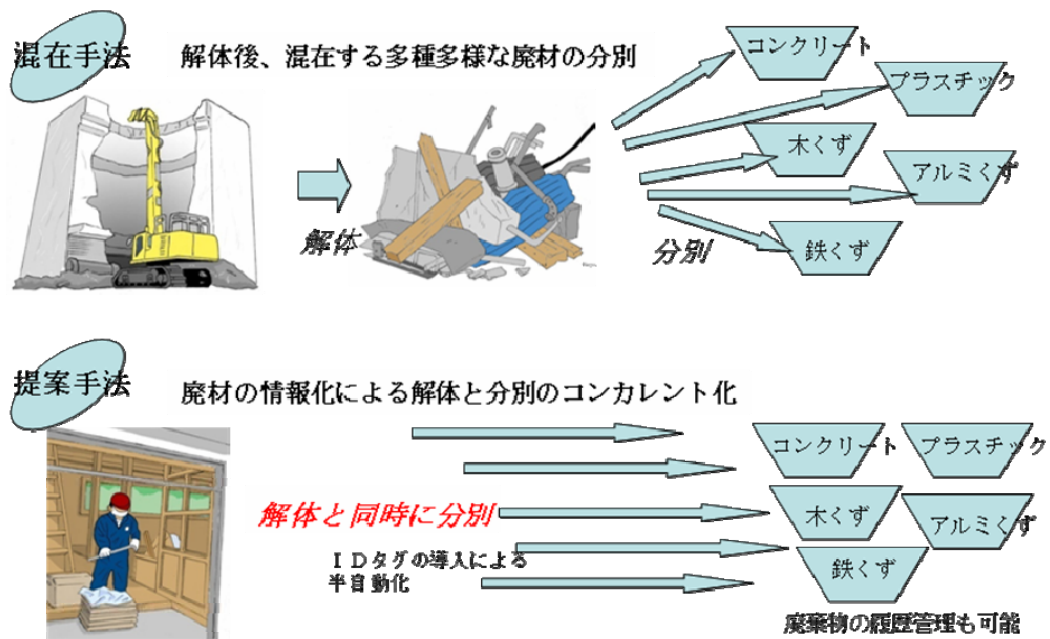 混在手法
解体後、混在する多種多様な廃材の分別
コンクリート
プラスチック
木くず
アルミくず
鉄くず
解体
分別
提案手法
廃材の情報化による解体と分別のコンカレント化
コンクリート
プラスチック
木くず
アルミくず
鉄くず
解体と同時に分別
IDタグの導入による
半自動化
廃棄物の履歴管理も可能